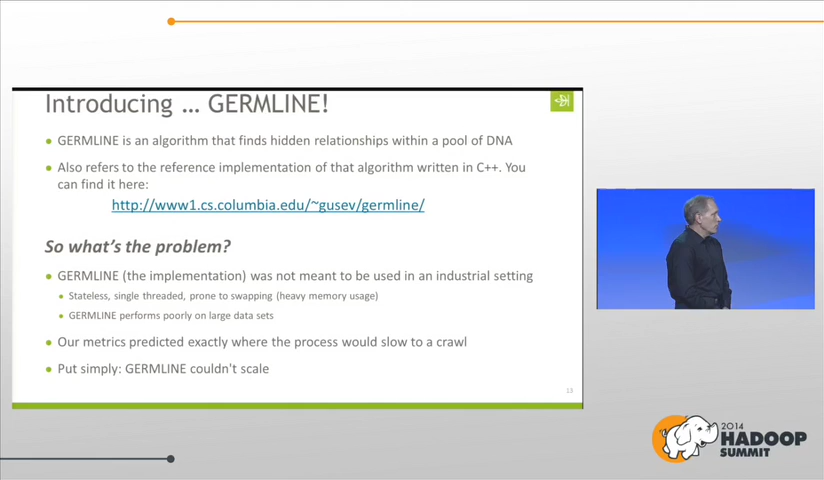 Introducing ... GERMLINE!
GERMLINE is an algorithm that finds hidden relationships within a pool of DNA
Also refers to the reference implementation of that algorithm written in C++. You
can find it here:
http://www1.cs.columbia.edu/~gusev/germline/
So what's the problem?
GERMLINE (the implementation) was not meant to be used in an industrial setting
Stateless, single threaded, prone to swapping (heavy memory usage)
GERMLINE performs poorly on large data sets
Our metrics predicted exactly where the process would slow to a crawl
Put simply: GERMLINE couldn't scale
13
2014
HADOOP
SUMMIT